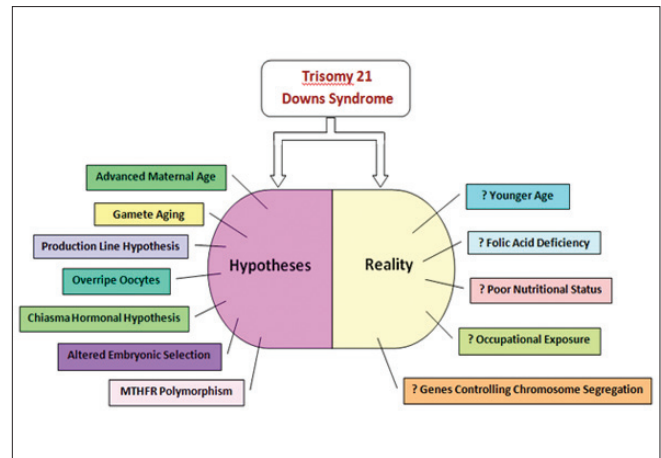 Trisomy 21
Downs Syndrome
Advanced Maternal Age
Gamete Aging
Production Line Hypothesis
Overripe Oocytes
Chiasma Hormonal Hypothesis
Altered Embryonic Selection
MTHFR Polymorphism
Hypotheses
Reality
? Younger Age
? Folic Acid Deficiency
? Poor Nutritional Status
? Occupational Exposure
? Genes Controlling Chromosome Segregation